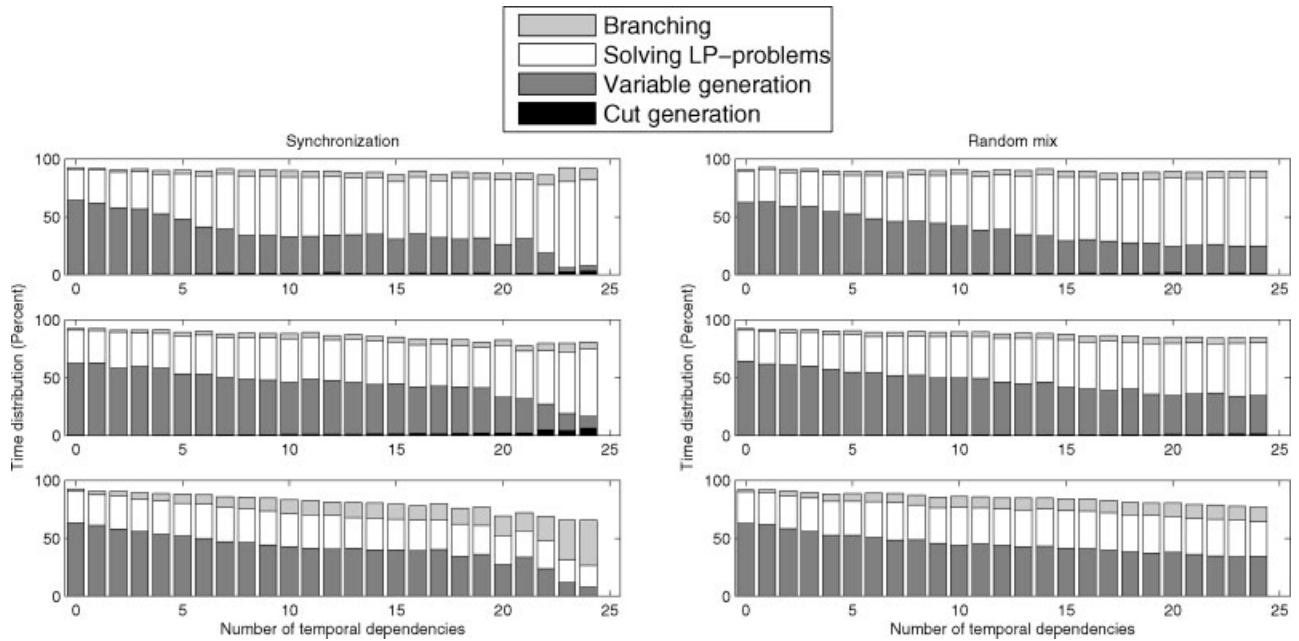 Branching
Solving LP-problems
Variable generation
Cut generation
Synchronization
Random mix
Time distribution (Percent)
100
50
0
0 5 10 15 20 25
100
50
0
0 5 10 15 20 25
100
50
0
0 5 10 15 20 25
Number of temporal dependencies
Time distribution (Percent)
100
50
0
0 5 10 15 20 25
100
50
0
0 5 10 15 20 25
100
50
0
0 5 10 15 20 25
Number of temporal dependencies